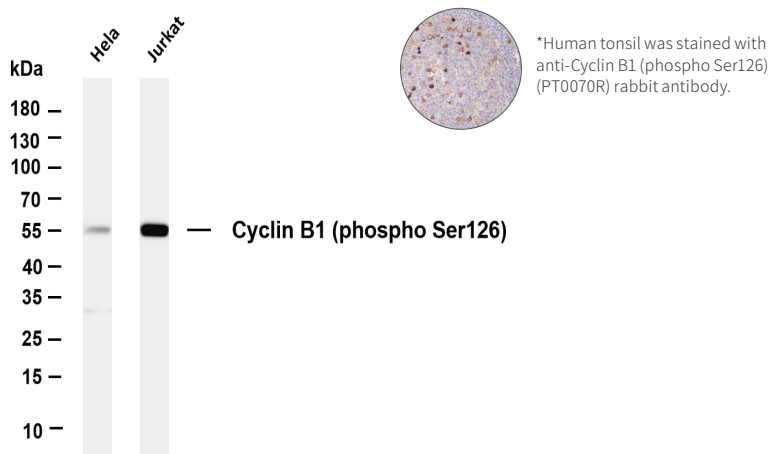 Hela
Jurkat
kDa
180
130
100
70
55
40
35
25
15
10
Cyclin B1 (phospho Ser126)
*Human tonsil was stained with
anti-Cyclin B1 (phospho Ser126)
(PT0070R) rabbit antibody.